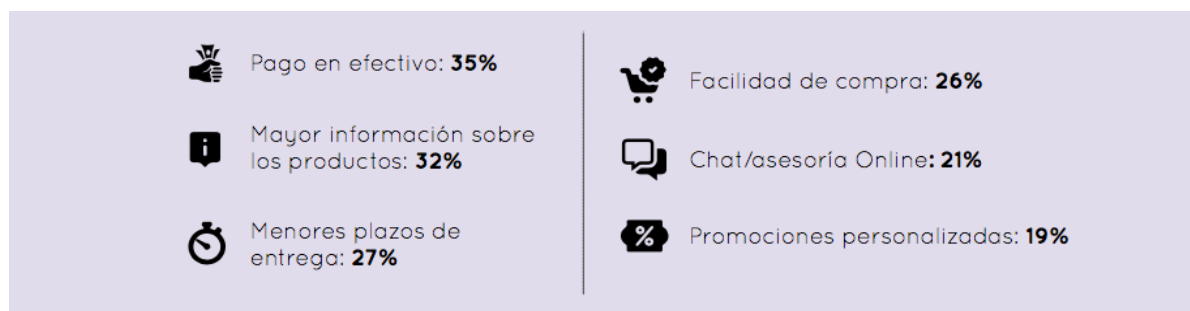 Pago en efectivo: 35%
Mayor información sobre
los productos: 32%
Menores plazos de
entrega: 27%
Facilidad de compra: 26%
Chat/asesoría Online: 21%
Promociones personalizadas: 19%